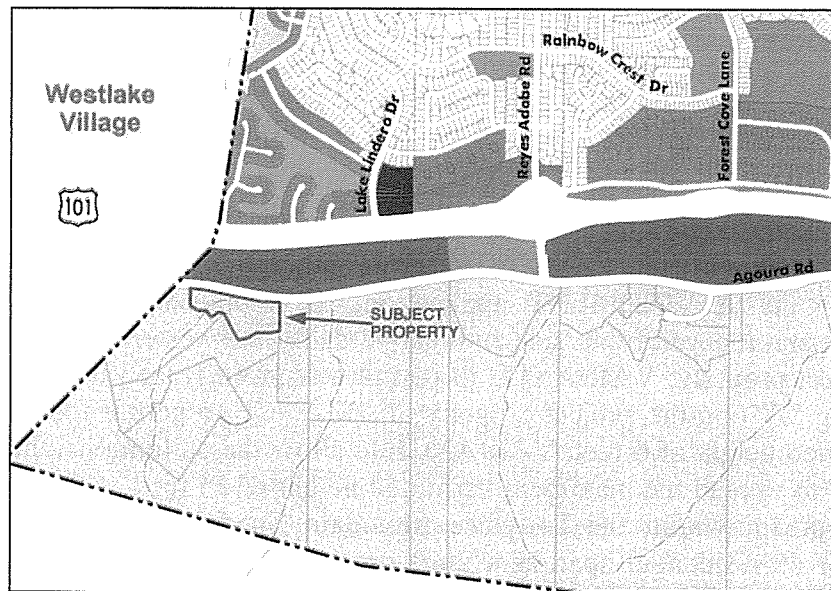 Westlake
Village
101
Lake Lindero Dr
Reyes Adobe Rd
Rainbow Crest Dr
Forest Cove Lane
Agoura Rd
SUBJECT
PROPERTY